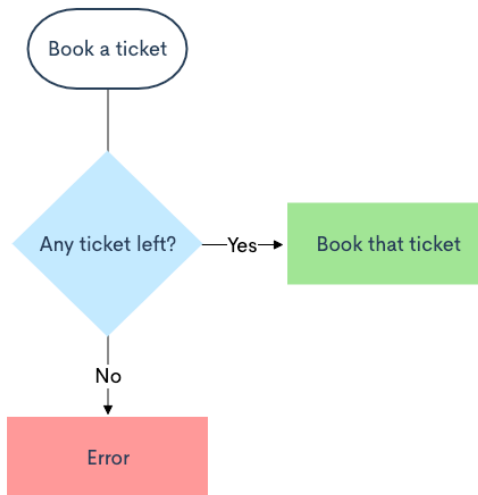 Book a ticket
Any ticket left?
Yes
Book that ticket
No
Error